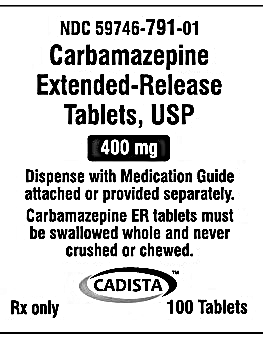 NDC 59746-791-01
Carbamazepine
Extended-Release
Tablets, USP
400 mg
Dispense with Medication Guide
attached or provided separately.
Carbamazepine ER tablets must
be swallowed whole and never
crushed or chewed.
CADISTA™
Rx only 100 Tablets